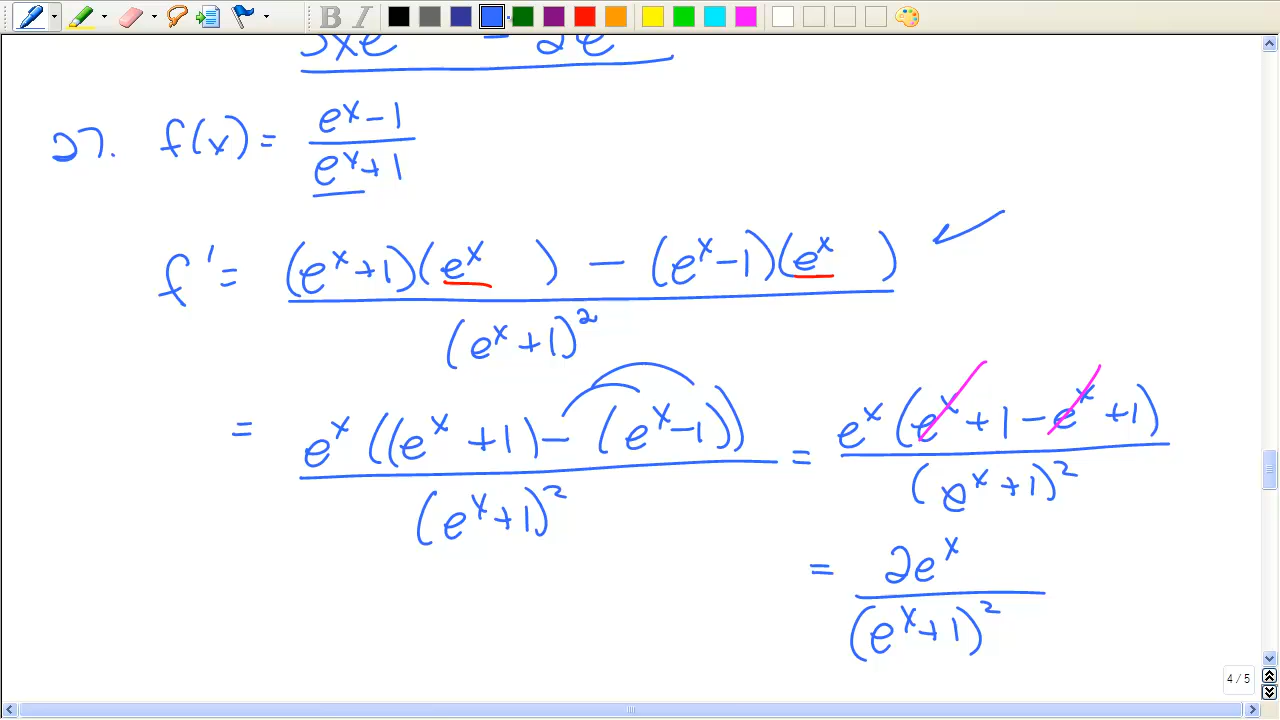 B I
27. f(x) = (e^x - 1) / (e^x + 1)
f' = ((e^x + 1)(e^x ) - (e^x - 1)(e^x )) / (e^x + 1)^2 ✓
= e^x((e^x + 1) - (e^x - 1)) / (e^x + 1)^2 = e^x(e^x + 1 - e^x + 1) / (e^x + 1)^2
= 2e^x / (e^x + 1)^2
4 / 5